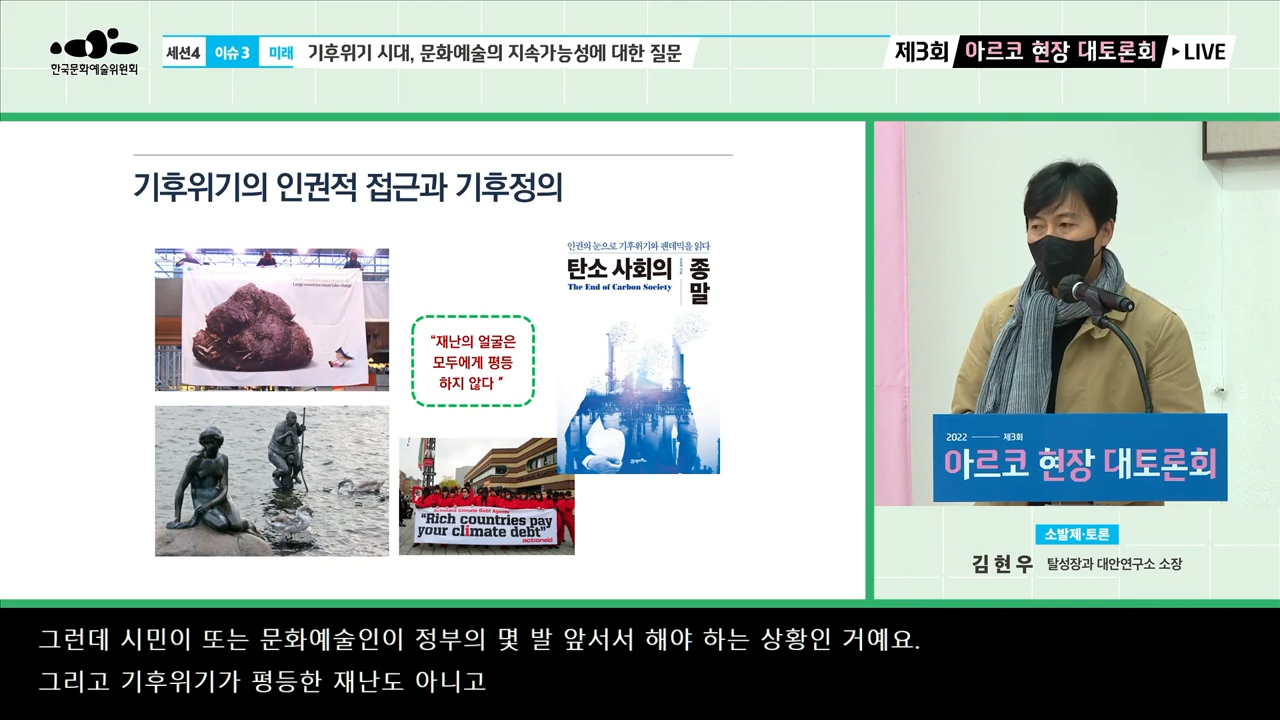 한국문화예술위원회
세션4 이슈 3 미래 기후위기 시대, 문화예술의 지속가능성에 대한 질문
제3회 아르코 현장 대토론회 ▸LIVE
기후위기의 인권적 접근과 기후정의
Large countries must take charge
인권의 눈으로 기후위기와 팬데믹을 읽다
탄소 사회의 종말
The End of Carbon Society
“재난의 얼굴은
모두에게 평등
하지 않다 ”
Climate Debt Agents
“Rich countries pay
your climate debt”
actionaid
2022 제3회
아르코 현장 대토론회
소발제·토론
김현우 탈성장과 대안연구소 소장
그런데 시민이 또는 문화예술인이 정부의 몇 발 앞서서 해야 하는 상황인 거예요.
그리고 기후위기가 평등한 재난도 아니고